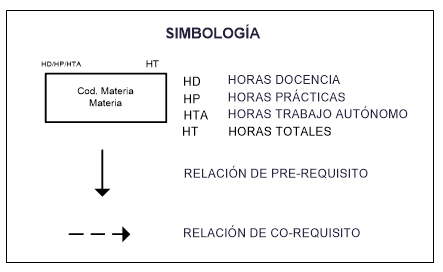 SIMBOLOGÍA
HD/HP/HTA HT
Cod. Materia
Materia
HD HORAS DOCENCIA
HP HORAS PRÁCTICAS
HTA HORAS TRABAJO AUTÓNOMO
HT HORAS TOTALES
RELACIÓN DE PRE-REQUISITO
RELACIÓN DE CO-REQUISITO